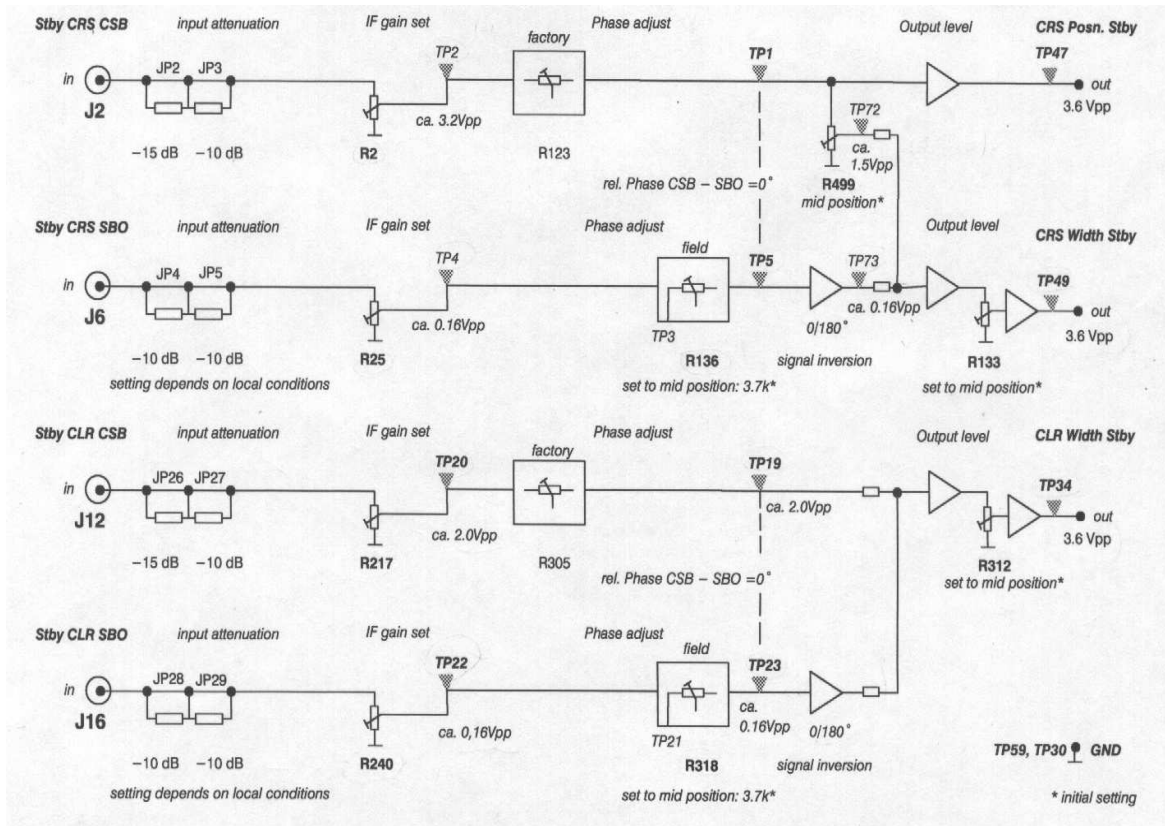 Stby CRS CSB
input attenuation
IF gain set
Phase adjust
Output level
CRS Posn. Stby
factory
TP2
TP1
TP47
in
JP2
JP3
out
J2
ca. 3.2Vpp
3.6 Vpp
TP72
ca.
1.5Vpp
–15 dB
–10 dB
R2
R123
R499
mid position*
rel. Phase CSB – SBO =0°
Stby CRS SBO
input attenuation
IF gain set
Phase adjust
Output level
CRS Width Stby
field
TP4
TP5
TP73
TP49
in
JP4
JP5
out
J6
ca. 0.16Vpp
ca. 0.16Vpp
3.6 Vpp
TP3
0/180°
–10 dB
–10 dB
R25
R136
signal inversion
R133
setting depends on local conditions
set to mid position: 3.7k*
set to mid position*
Stby CLR CSB
input attenuation
IF gain set
Phase adjust
Output level
CLR Width Stby
factory
TP20
TP19
TP34
in
JP26
JP27
out
J12
ca. 2.0Vpp
ca. 2.0Vpp
3.6 Vpp
–15 dB
–10 dB
R217
R305
R312
set to mid position*
rel. Phase CSB – SBO =0°
Stby CLR SBO
input attenuation
IF gain set
Phase adjust
field
TP22
TP23
in
JP28
JP29
J16
ca. 0,16Vpp
ca.
0.16Vpp
TP21
0/180°
–10 dB
–10 dB
R240
R318
signal inversion
TP59, TP30
GND
setting depends on local conditions
set to mid position: 3.7k*
* initial setting